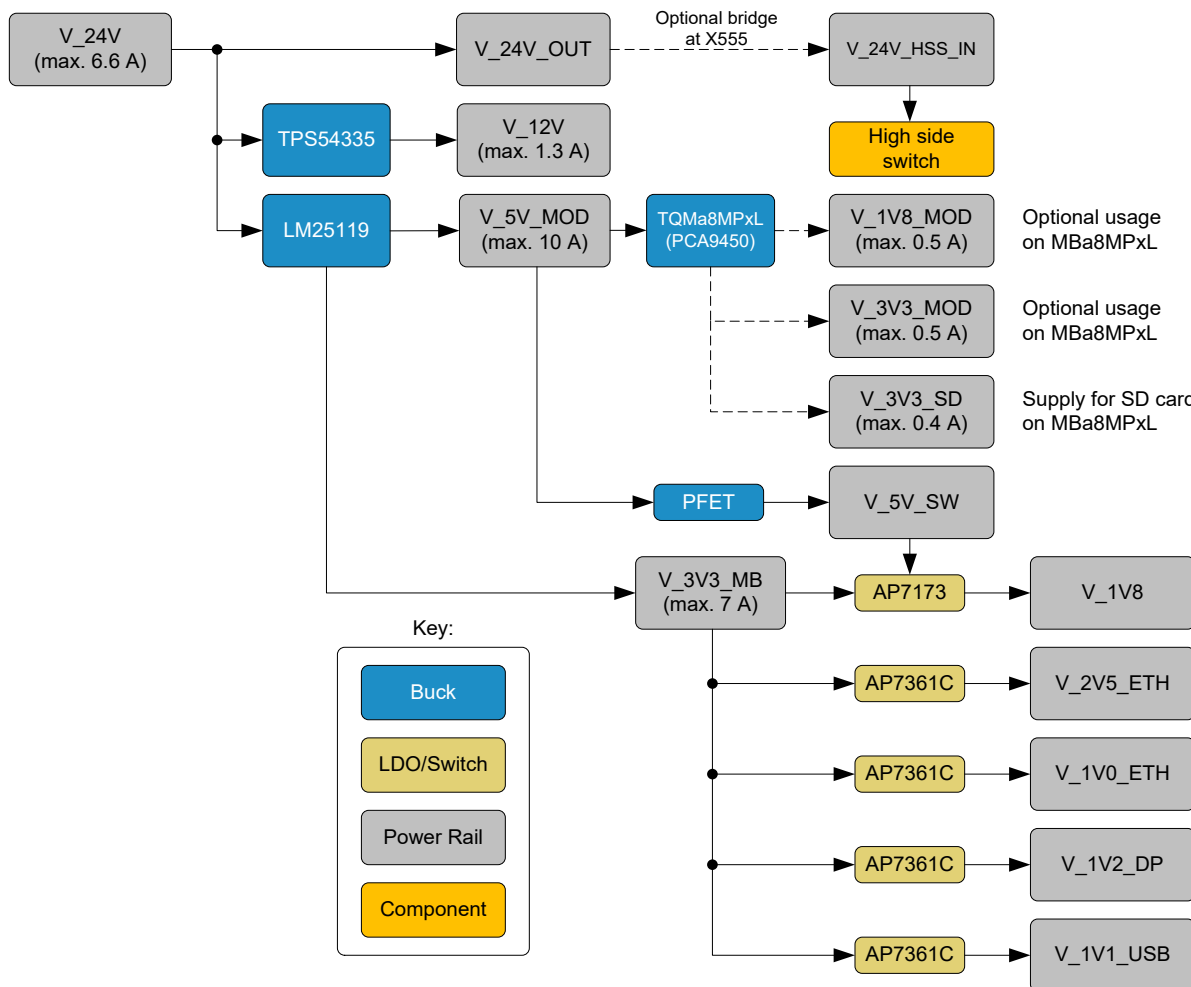 V_24V
(max. 6.6 A)
V_24V_OUT
Optional bridge
at X555
V_24V_HSS_IN
TPS54335
V_12V
(max. 1.3 A)
High side
switch
LM25119
V_5V_MOD
(max. 10 A)
TQMa8MPxL
(PCA9450)
V_1V8_MOD
(max. 0.5 A)
Optional usage
on MBa8MPxL
V_3V3_MOD
(max. 0.5 A)
Optional usage
on MBa8MPxL
V_3V3_SD
(max. 0.4 A)
Supply for SD card
on MBa8MPxL
PFET
V_5V_SW
V_3V3_MB
(max. 7 A)
AP7173
V_1V8
AP7361C
V_2V5_ETH
AP7361C
V_1V0_ETH
AP7361C
V_1V2_DP
AP7361C
V_1V1_USB
Key:
Buck
LDO/Switch
Power Rail
Component